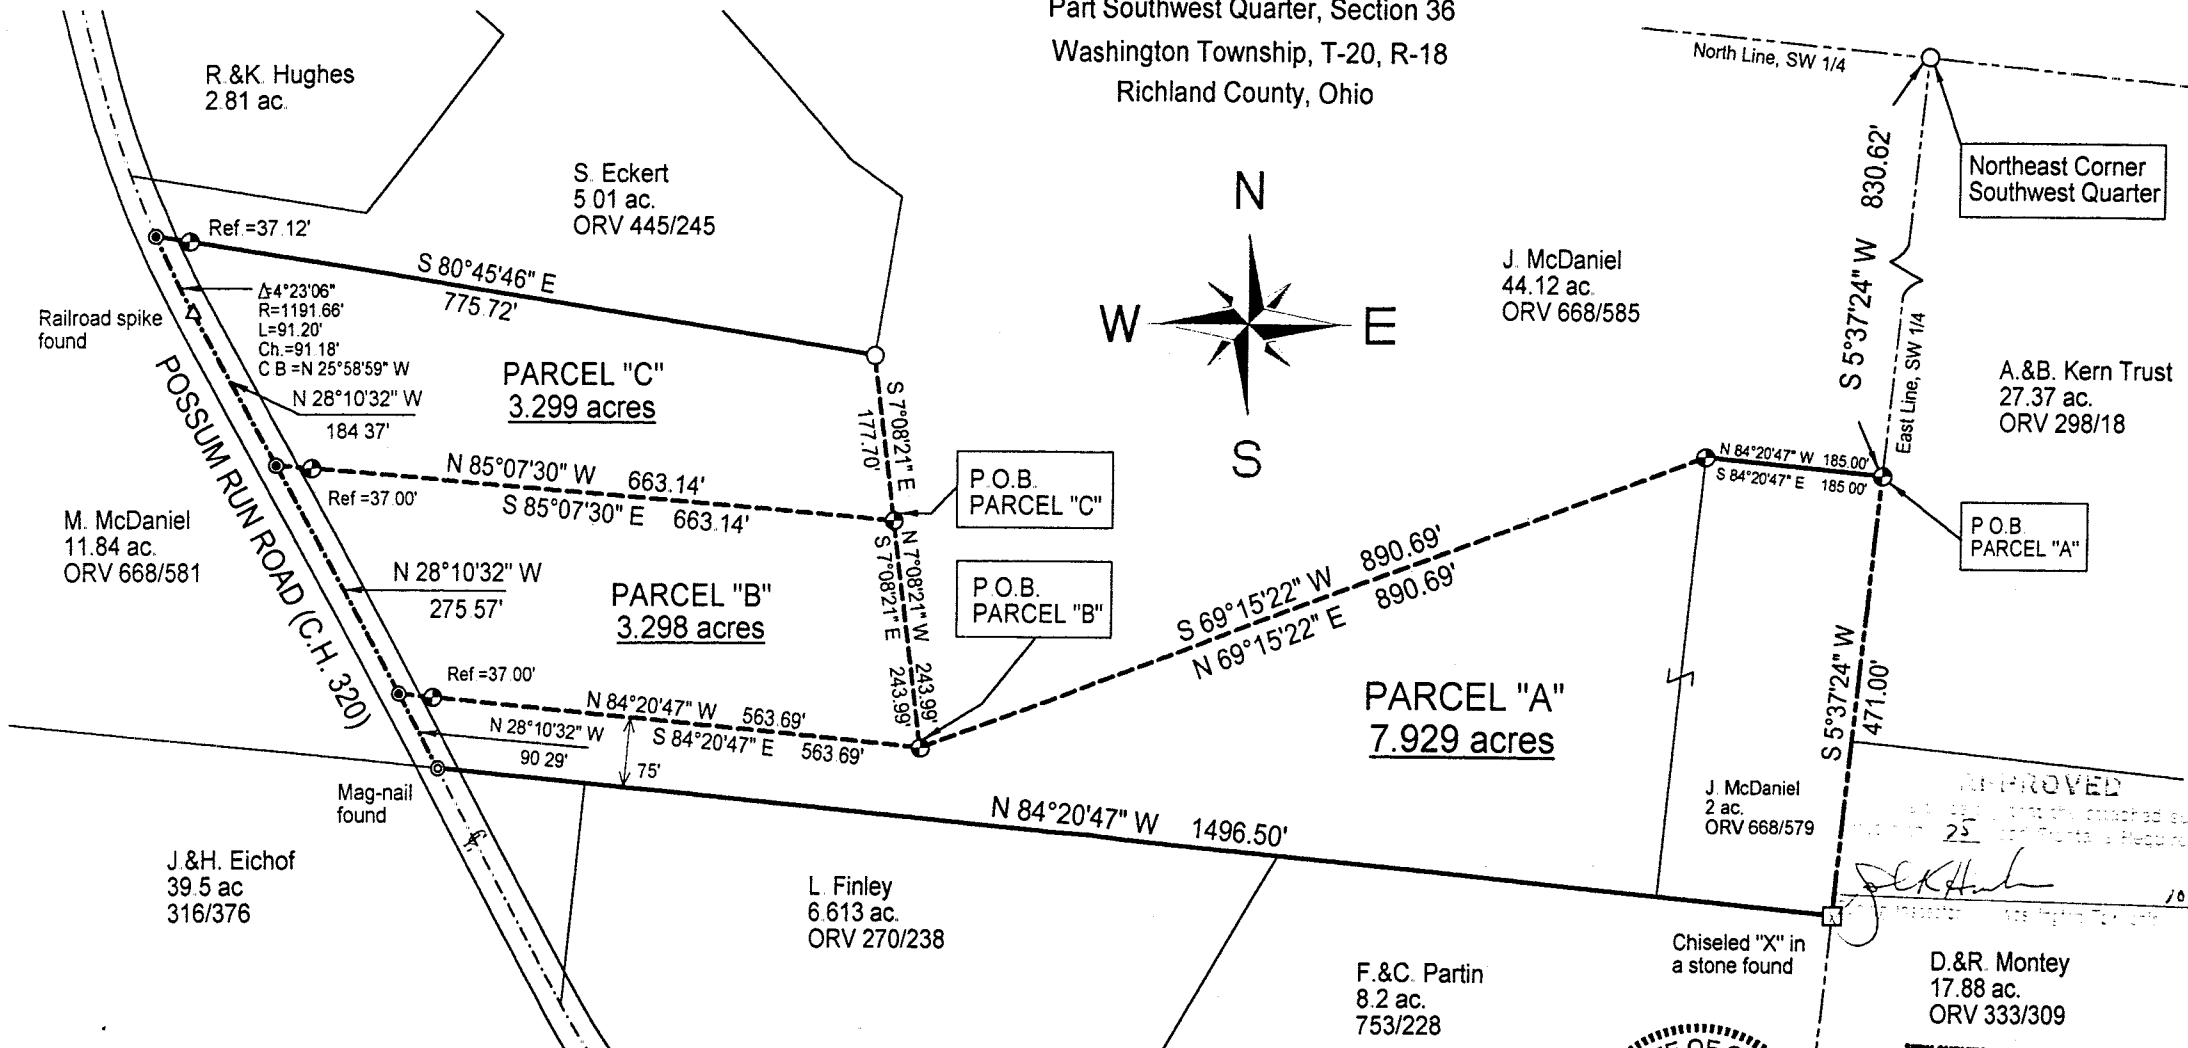 Part Southwest Quarter, Section 36
Washington Township, T-20, R-18
Richland County, Ohio
North Line, SW 1/4
R.&K. Hughes
2.81 ac.
S. Eckert
5.01 ac.
ORV 445/245
N
W
E
S
J. McDaniel
44.12 ac.
ORV 668/585
S 5°37'24" W 830.62'
East Line, SW 1/4
Northeast Corner
Southwest Quarter
A.&B. Kern Trust
27.37 ac.
ORV 298/18
Ref.=37.12'
S 80°45'46" E
775.72'
Railroad spike
found
Δ=4°23'06"
R=1191.66'
L=91.20'
Ch.=91.18'
C B =N 25°58'59" W
N 28°10'32" W
184.37'
POSSUM RUN ROAD (C.H. 320)
PARCEL "C"
3.299 acres
S 7°08'21" E
177.70'
N 85°07'30" W 663.14'
S 85°07'30" E 663.14'
Ref =37.00'
P.O.B.
PARCEL "C"
M. McDaniel
11.84 ac.
ORV 668/581
N 28°10'32" W
275.57'
PARCEL "B"
3.298 acres
N 7°08'21" W 243.99'
S 7°08'21" E 243.99'
P.O.B.
PARCEL "B"
S 69°15'22" W 890.69'
N 69°15'22" E 890.69'
N 84°20'47" W 185.00'
S 84°20'47" E 185.00'
P.O.B.
PARCEL "A"
Ref =37.00'
N 84°20'47" W 563.69'
S 84°20'47" E 563.69'
N 28°10'32" W
90.29'
75'
Mag-nail
found
PARCEL "A"
7.929 acres
S 5°37'24" W
471.00'
N 84°20'47" W 1496.50'
J. McDaniel
2 ac.
ORV 668/579
APPROVED
25
J.&H. Eichof
39.5 ac
316/376
L. Finley
6.613 ac.
ORV 270/238
F.&C. Partin
8.2 ac.
753/228
Chiseled "X" in
a stone found
X
D.&R. Montey
17.88 ac.
ORV 333/309